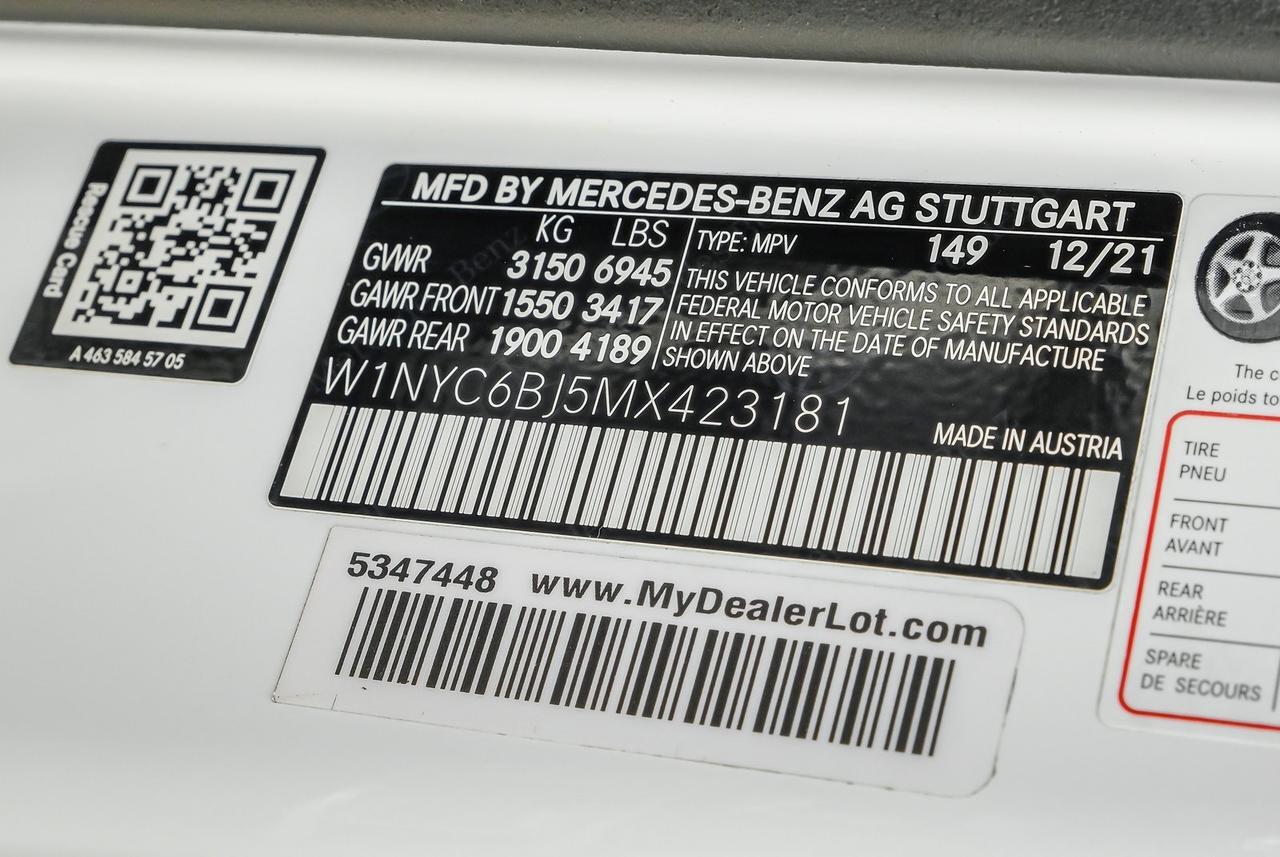 Rescue Card
A 463 584 57 05
MFD BY MERCEDES-BENZ AG STUTTGART
KG LBS
GVWR 3150 6945
GAWR FRONT 1550 3417
GAWR REAR 1900 4189
TYPE: MPV 149 12/21
THIS VEHICLE CONFORMS TO ALL APPLICABLE
FEDERAL MOTOR VEHICLE SAFETY STANDARDS
IN EFFECT ON THE DATE OF MANUFACTURE
SHOWN ABOVE
W1NYC6BJ5MX423181
MADE IN AUSTRIA
5347448 www.MyDealerLot.com
The
Le poids
TIRE
PNEU
FRONT
AVANT
REAR
ARRIÈRE
SPARE
DE SECOURS